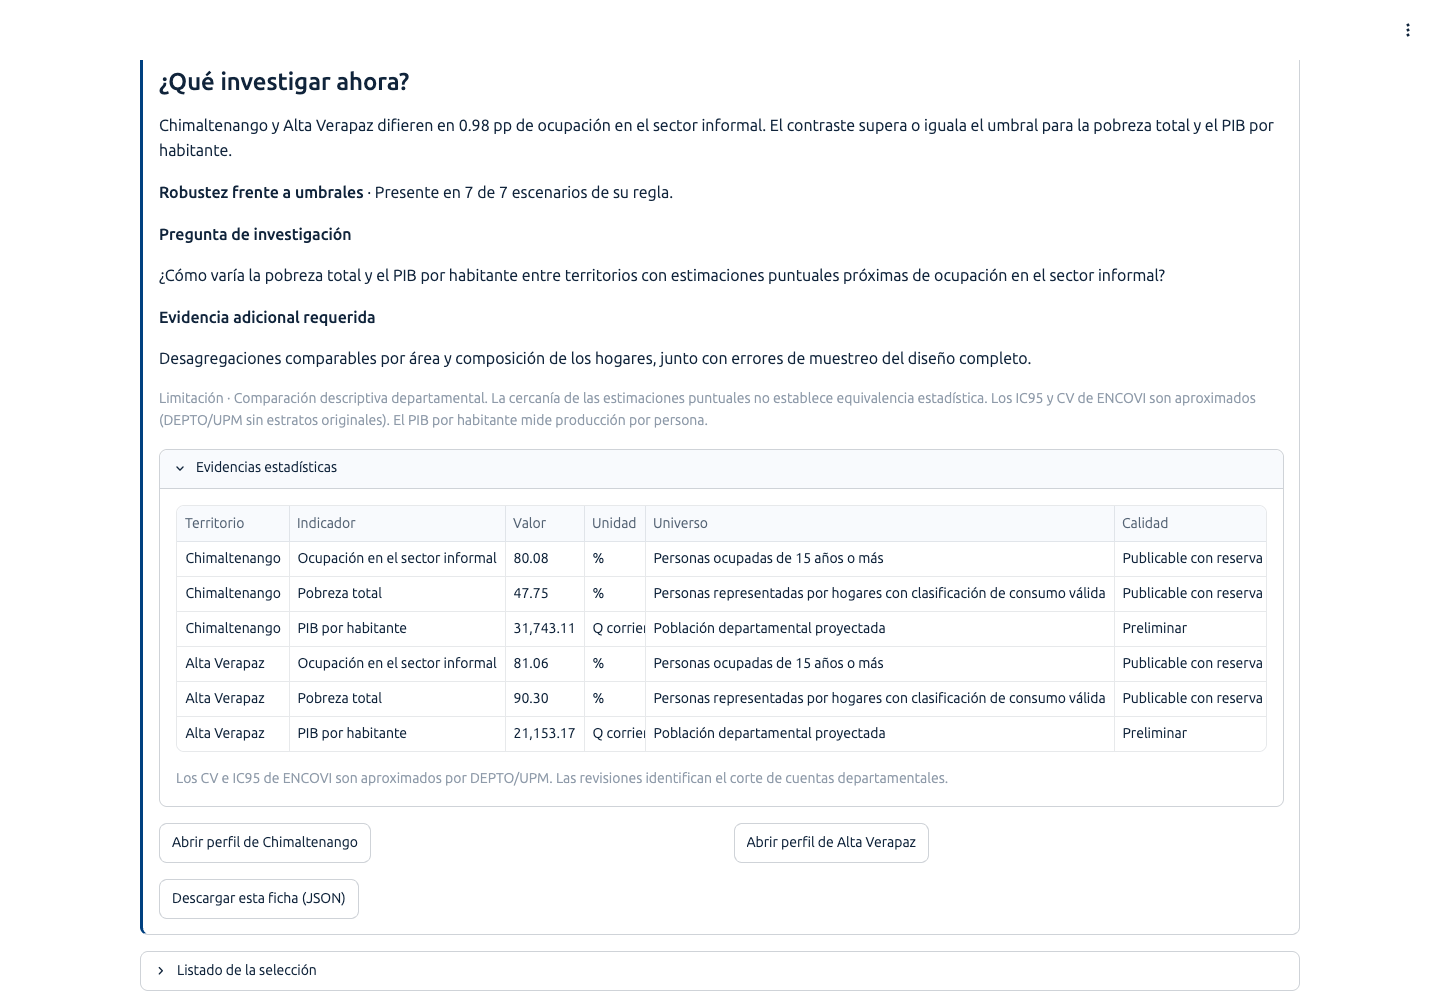 ¿Qué investigar ahora?
Chimaltenango y Alta Verapaz difieren en 0.98 pp de ocupación en el sector informal. El contraste supera o iguala el umbral para la pobreza total y el PIB por
habitante.
Robustez frente a umbrales · Presente en 7 de 7 escenarios de su regla.
Pregunta de investigación
¿Cómo varía la pobreza total y el PIB por habitante entre territorios con estimaciones puntuales próximas de ocupación en el sector informal?
Evidencia adicional requerida
Desagregaciones comparables por área y composición de los hogares, junto con errores de muestreo del diseño completo.
Limitación · Comparación descriptiva departamental. La cercanía de las estimaciones puntuales no establece equivalencia estadística. Los IC95 y CV de ENCOVI son aproximados
(DEPTO/UPM sin estratos originales). El PIB por habitante mide producción por persona.
Evidencias estadísticas
Territorio Indicador Valor Unidad Universo Calidad
Chimaltenango Ocupación en el sector informal 80.08 % Personas ocupadas de 15 años o más Publicable con reserva
Chimaltenango Pobreza total 47.75 % Personas representadas por hogares con clasificación de consumo válida Publicable con reserva
Chimaltenango PIB por habitante 31,743.11 Q corrier Población departamental proyectada Preliminar
Alta Verapaz Ocupación en el sector informal 81.06 % Personas ocupadas de 15 años o más Publicable con reserva
Alta Verapaz Pobreza total 90.30 % Personas representadas por hogares con clasificación de consumo válida Publicable con reserva
Alta Verapaz PIB por habitante 21,153.17 Q corrier Población departamental proyectada Preliminar
Los CV e IC95 de ENCOVI son aproximados por DEPTO/UPM. Las revisiones identifican el corte de cuentas departamentales.
Abrir perfil de Chimaltenango Abrir perfil de Alta Verapaz
Descargar esta ficha (JSON)
Listado de la selección